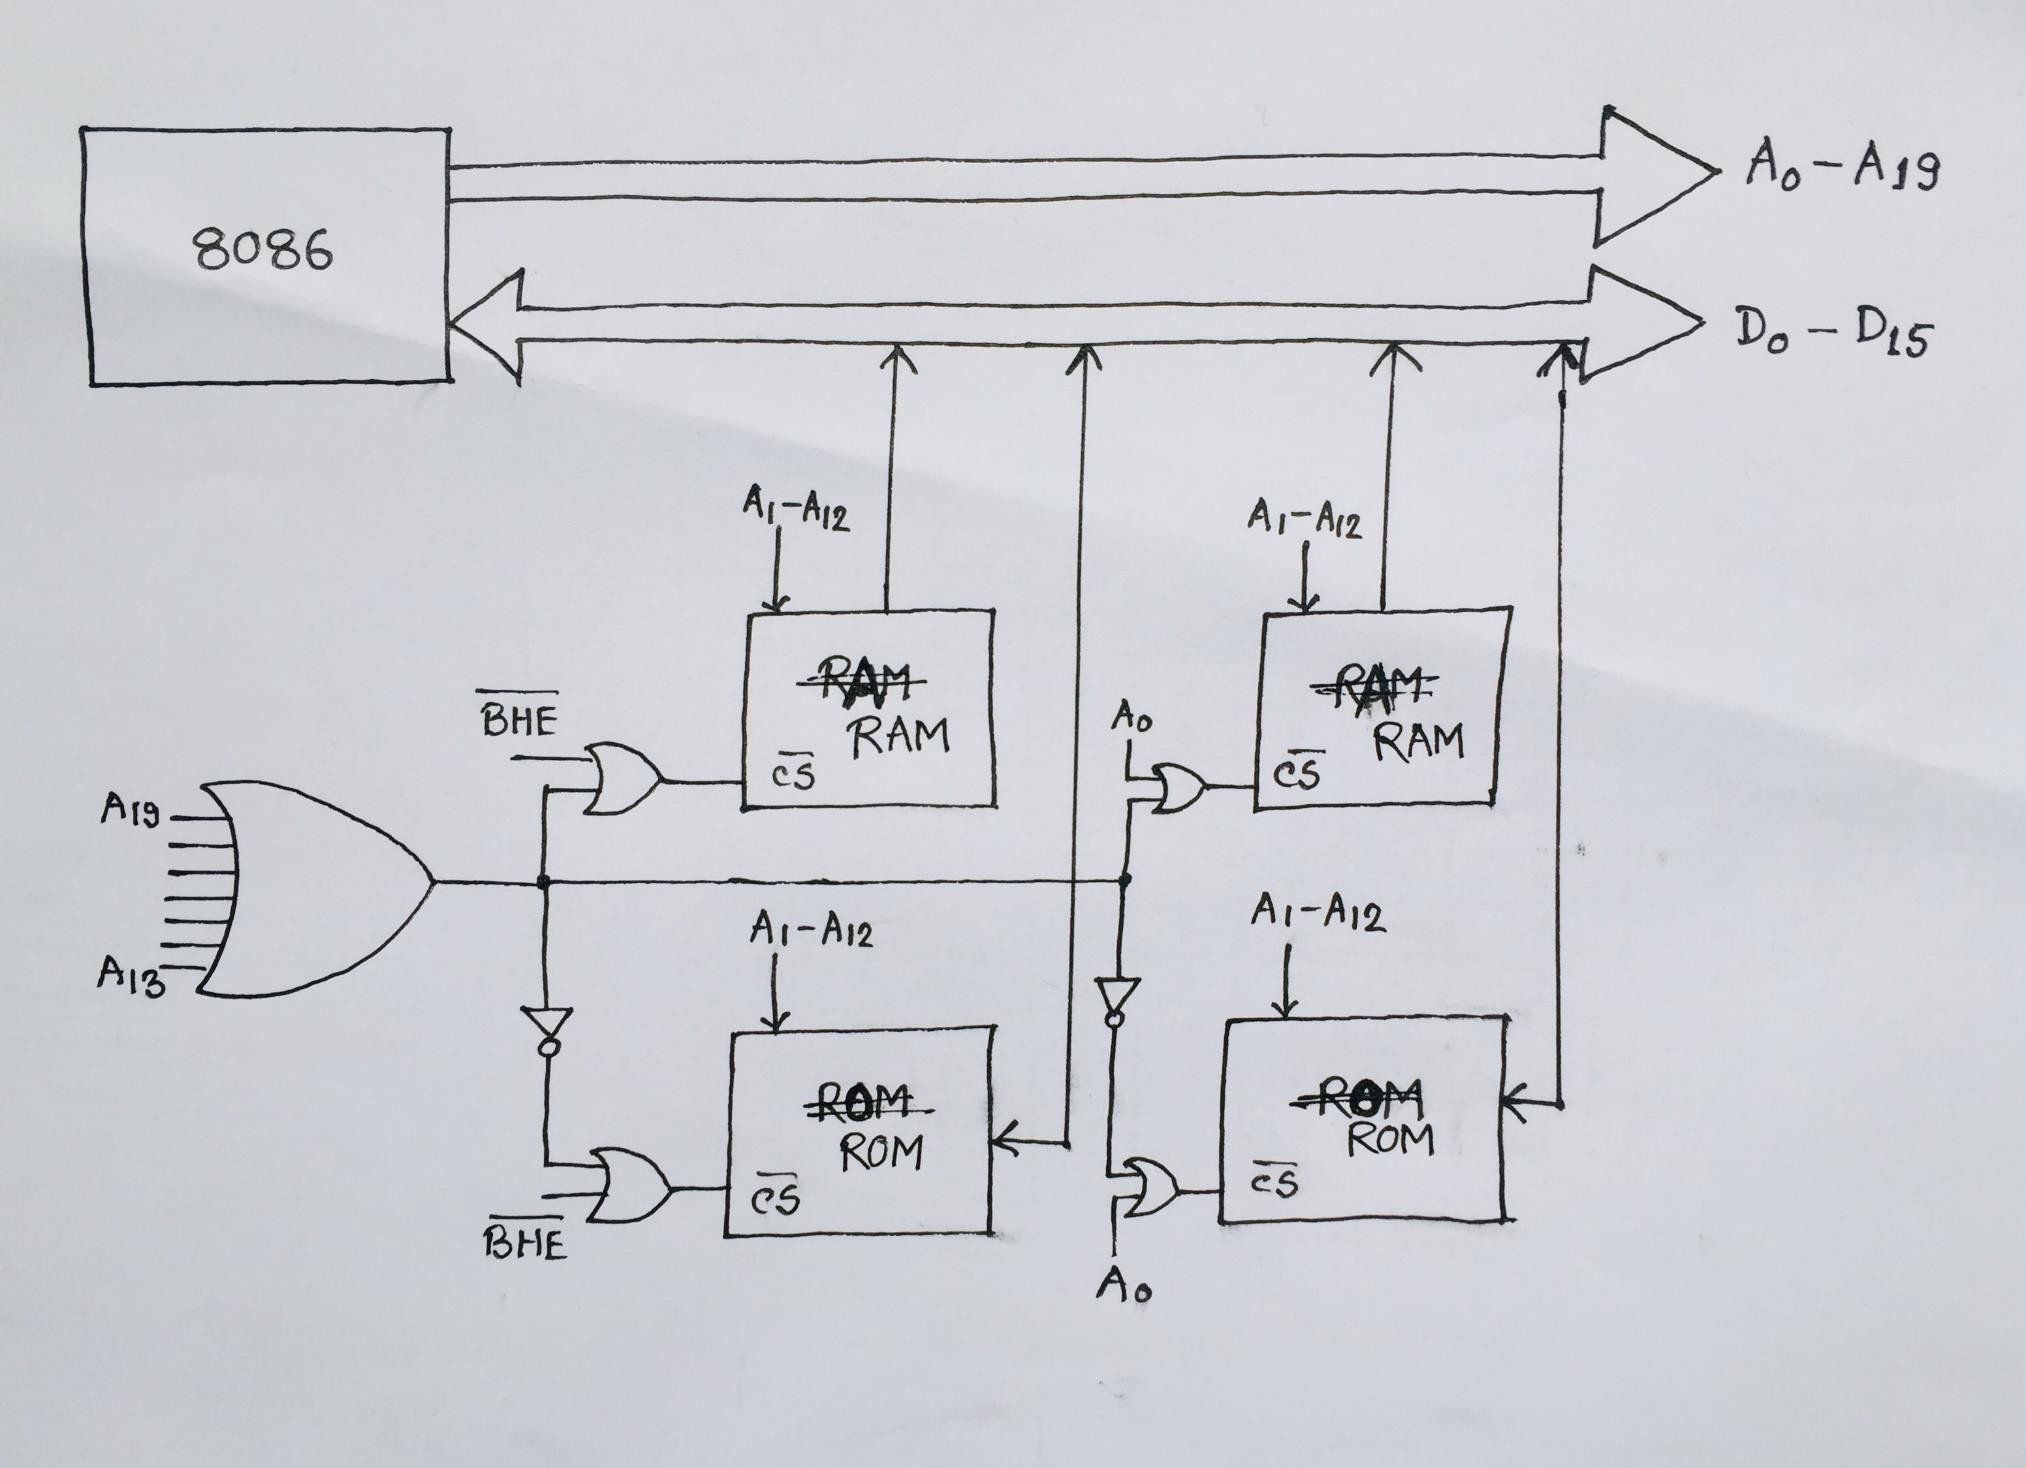 8086
A0 - A19
D0 - D15
A1-A12
A1-A12
RAM
RAM
RAM
RAM
BHE
A0
CS
CS
A19
A13
A1-A12
A1-A12
ROM
ROM
ROM
ROM
CS
CS
BHE
A0